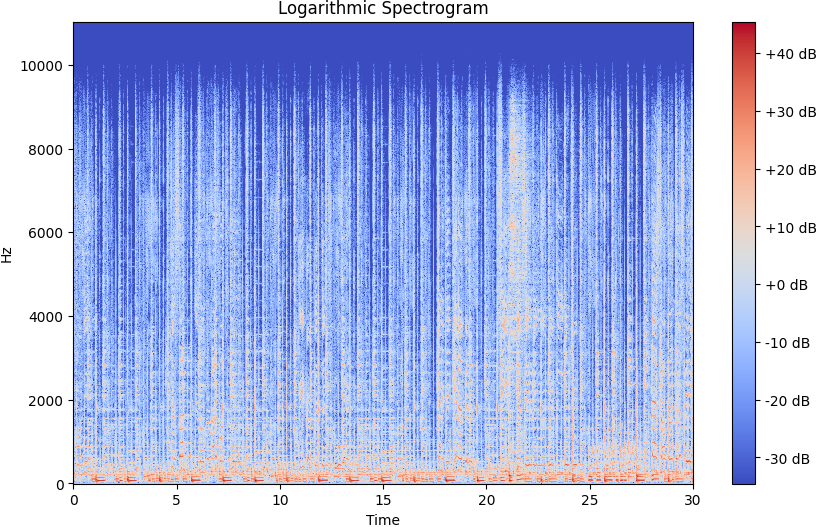 Logarithmic Spectrogram
Hz
10000
8000
6000
4000
2000
0
0 5 10 15 20 25 30
Time
+40 dB
+30 dB
+20 dB
+10 dB
+0 dB
-10 dB
-20 dB
-30 dB